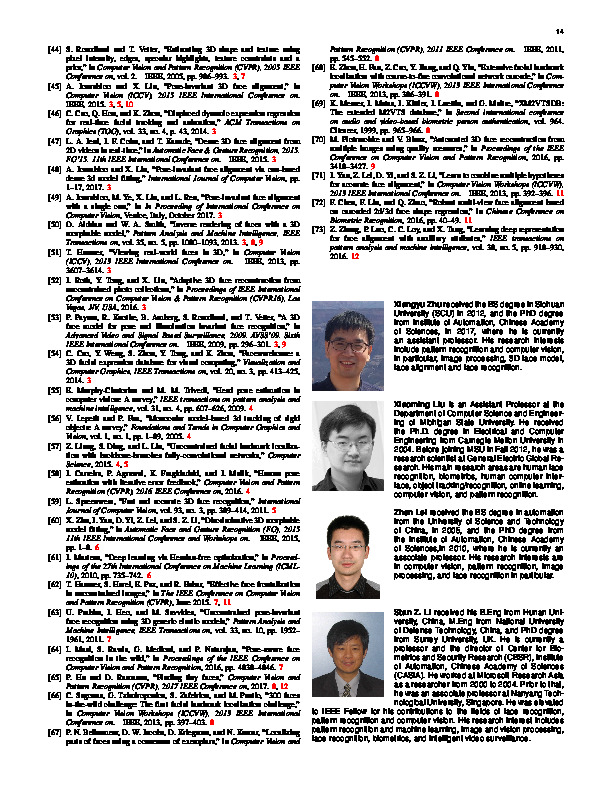 14
[44] S. Romdhani and T. Vetter, "Estimating 3D shape and texture using
pixel intensity, edges, specular highlights, texture constraints and a
prior," in Computer Vision and Pattern Recognition (CVPR), 2005 IEEE
Conference on, vol. 2. IEEE, 2005, pp. 986–993. 3, 7
[45] A. Jourabloo and X. Liu, "Pose-invariant 3D face alignment," in
Computer Vision (ICCV), 2015 IEEE International Conference on.
IEEE, 2015. 3, 5, 10
[46] C. Cao, Q. Hou, and K. Zhou, "Displaced dynamic expression regression
for real-time facial tracking and animation," ACM Transactions on
Graphics (TOG), vol. 33, no. 4, p. 43, 2014. 3
[47] L. A. Jeni, J. F. Cohn, and T. Kanade, "Dense 3D face alignment from
2D videos in real-time," in Automatic Face & Gesture Recognition, 2015.
FG'15. 11th IEEE International Conference on. IEEE, 2015. 3
[48] A. Jourabloo and X. Liu, "Pose-invariant face alignment via cnn-based
dense 3d model fitting," International Journal of Computer Vision, pp.
1–17, 2017. 3
[49] A. Jourabloo, M. Ye, X. Liu, and L. Ren, "Pose-invariant face alignment
with a single cnn," in In Proceeding of International Conference on
Computer Vision, Venice, Italy, October 2017. 3
[50] O. Aldrian and W. A. Smith, "Inverse rendering of faces with a 3D
morphable model," Pattern Analysis and Machine Intelligence, IEEE
Transactions on, vol. 35, no. 5, pp. 1080–1093, 2013. 3, 8, 9
[51] T. Hassner, "Viewing real-world faces in 3D," in Computer Vision
(ICCV), 2013 IEEE International Conference on. IEEE, 2013, pp.
3607–3614. 3
[52] J. Roth, Y. Tong, and X. Liu, "Adaptive 3D face reconstruction from
unconstrained photo collections," in Proceedings of IEEE International
Conference on Computer Vision & Pattern Recognition (CVPR16), Las
Vegas, NV, USA, 2016. 3
[53] P. Paysan, R. Knothe, B. Amberg, S. Romdhani, and T. Vetter, "A 3D
face model for pose and illumination invariant face recognition," in
Advanced Video and Signal Based Surveillance, 2009. AVSS'09. Sixth
IEEE International Conference on. IEEE, 2009, pp. 296–301. 3, 9
[54] C. Cao, Y. Weng, S. Zhou, Y. Tong, and K. Zhou, "Facewarehouse: a
3D facial expression database for visual computing," Visualization and
Computer Graphics, IEEE Transactions on, vol. 20, no. 3, pp. 413–425,
2014. 3
[55] E. Murphy-Chutorian and M. M. Trivedi, "Head pose estimation in
computer vision: A survey," IEEE transactions on pattern analysis and
machine intelligence, vol. 31, no. 4, pp. 607–626, 2009. 4
[56] V. Lepetit and P. Fua, "Monocular model-based 3d tracking of rigid
objects: A survey," Foundations and Trends in Computer Graphics and
Vision, vol. 1, no. 1, pp. 1–89, 2005. 4
[57] Z. Liang, S. Ding, and L. Lin, "Unconstrained facial landmark localiza-
tion with backbone-branches fully-convolutional networks," Computer
Science, 2015. 4, 5
[58] J. Carreira, P. Agrawal, K. Fragkiadaki, and J. Malik, "Human pose
estimation with iterative error feedback," Computer Vision and Pattern
Recognition (CVPR) 2016 IEEE Conference on, 2016. 4
[59] L. Spreeuwers, "Fast and accurate 3D face recognition," International
Journal of Computer Vision, vol. 93, no. 3, pp. 389–414, 2011. 5
[60] X. Zhu, J. Yan, D. Yi, Z. Lei, and S. Z. Li, "Discriminative 3D morphable
model fitting," in Automatic Face and Gesture Recognition (FG), 2015
11th IEEE International Conference and Workshops on. IEEE, 2015,
pp. 1–8. 6
[61] J. Martens, "Deep learning via Hessian-free optimization," in Proceed-
ings of the 27th International Conference on Machine Learning (ICML-
10), 2010, pp. 735–742. 6
[62] T. Hassner, S. Harel, E. Paz, and R. Enbar, "Effective face frontalization
in unconstrained images," in The IEEE Conference on Computer Vision
and Pattern Recognition (CVPR), June 2015. 7, 11
[63] U. Prabhu, J. Heo, and M. Savvides, "Unconstrained pose-invariant
face recognition using 3D generic elastic models," Pattern Analysis and
Machine Intelligence, IEEE Transactions on, vol. 33, no. 10, pp. 1952–
1961, 2011. 7
[64] I. Masi, S. Rawls, G. Medioni, and P. Natarajan, "Pose-aware face
recognition in the wild," in Proceedings of the IEEE Conference on
Computer Vision and Pattern Recognition, 2016, pp. 4838–4846. 7
[65] P. Hu and D. Ramanan, "Finding tiny faces," Computer Vision and
Pattern Recognition (CVPR), 2017 IEEE Conference on, 2017. 8, 12
[66] C. Sagonas, G. Tzimiropoulos, S. Zafeiriou, and M. Pantic, "300 faces
in-the-wild challenge: The first facial landmark localization challenge,"
in Computer Vision Workshops (ICCVW), 2013 IEEE International
Conference on. IEEE, 2013, pp. 397–403. 8
[67] P. N. Belhumeur, D. W. Jacobs, D. Kriegman, and N. Kumar, "Localizing
parts of faces using a consensus of exemplars," in Computer Vision and
Pattern Recognition (CVPR), 2011 IEEE Conference on. IEEE, 2011,
pp. 545–552. 8
[68] E. Zhou, H. Fan, Z. Cao, Y. Jiang, and Q. Yin, "Extensive facial landmark
localization with coarse-to-fine convolutional network cascade," in Com-
puter Vision Workshops (ICCVW), 2013 IEEE International Conference
on. IEEE, 2013, pp. 386–391. 8
[69] K. Messer, J. Matas, J. Kittler, J. Luettin, and G. Maitre, "XM2VTSDB:
The extended M2VTS database," in Second international conference
on audio and video-based biometric person authentication, vol. 964.
Citeseer, 1999, pp. 965–966. 8
[70] M. Piotraschke and V. Blanz, "Automated 3D face reconstruction from
multiple images using quality measures," in Proceedings of the IEEE
Conference on Computer Vision and Pattern Recognition, 2016, pp.
3418–3427. 9
[71] J. Yan, Z. Lei, D. Yi, and S. Z. Li, "Learn to combine multiple hypotheses
for accurate face alignment," in Computer Vision Workshops (ICCVW),
2013 IEEE International Conference on. IEEE, 2013, pp. 392–396. 11
[72] F. Chen, F. Liu, and Q. Zhao, "Robust multi-view face alignment based
on cascaded 2d/3d face shape regression," in Chinese Conference on
Biometric Recognition, 2016, pp. 40–49. 11
[73] Z. Zhang, P. Luo, C. C. Loy, and X. Tang, "Learning deep representation
for face alignment with auxiliary attributes," IEEE transactions on
pattern analysis and machine intelligence, vol. 38, no. 5, pp. 918–930,
2016. 12
Xiangyu Zhu received the BS degree in Sichuan
University (SCU) in 2012, and the PhD degree
from Institute of Automation, Chinese Academy
of Sciences, in 2017, where he is currently
an assistant professor. His research interests
include pattern recognition and computer vision,
in particular, image processing, 3D face model,
face alignment and face recognition.
Xiaoming Liu is an Assistant Professor at the
Department of Computer Science and Engineer-
ing of Michigan State University. He received
the Ph.D. degree in Electrical and Computer
Engineering from Carnegie Mellon University in
2004. Before joining MSU in Fall 2012, he was a
research scientist at General Electric Global Re-
search. His main research areas are human face
recognition, biometrics, human computer inter-
face, object tracking/recognition, online learning,
computer vision, and pattern recognition.
Zhen Lei received the BS degree in automation
from the University of Science and Technology
of China, in 2005, and the PhD degree from
the Institute of Automation, Chinese Academy
of Sciences,in 2010, where he is currently an
associate professor. His research interests are
in computer vision, pattern recognition, image
processing, and face recognition in particular.
Stan Z. Li received his B.Eng from Hunan Uni-
versity, China, M.Eng from National University
of Defense Technology, China, and PhD degree
from Surrey University, UK. He is currently a
professor and the director of Center for Bio-
metrics and Security Research (CBSR), Institute
of Automation, Chinese Academy of Sciences
(CASIA). He worked at Microsoft Research Asia
as a researcher from 2000 to 2004. Prior to that,
he was an associate professor at Nanyang Tech-
nological University, Singapore. He was elevated
to IEEE Fellow for his contributions to the fields of face recognition,
pattern recognition and computer vision. His research interest includes
pattern recognition and machine learning, image and vision processing,
face recognition, biometrics, and intelligent video surveillance.